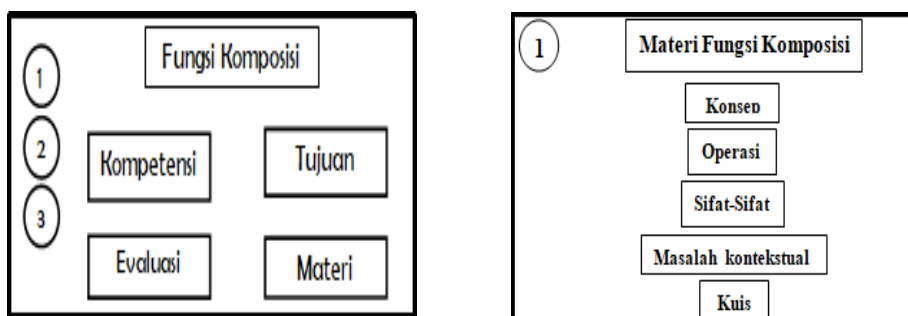 Fungsi Komposisi
1
2
3
Kompetensi
Tujuan
Evaluasi
Materi
1
Materi Fungsi Komposisi
Konsep
Operasi
Sifat-Sifat
Masalah kontekstual
Kuis